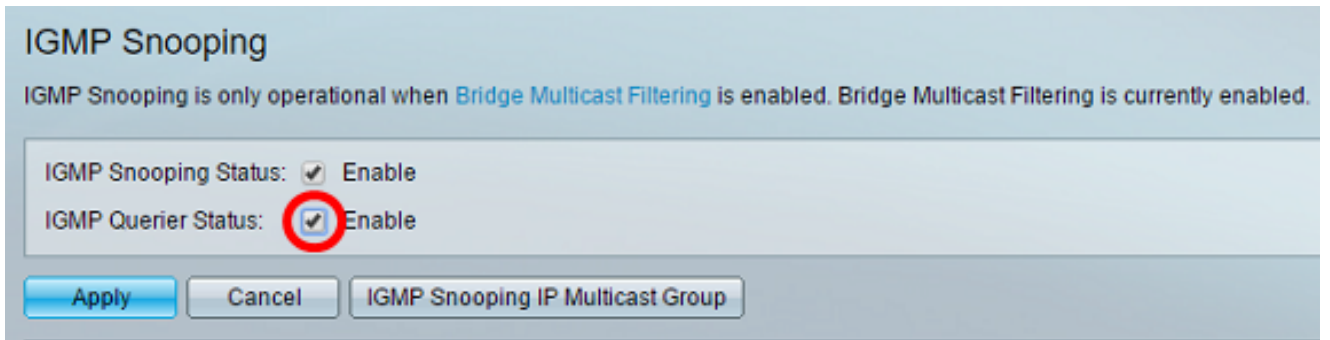 IGMP Snooping
IGMP Snooping is only operational when Bridge Multicast Filtering is enabled. Bridge Multicast Filtering is currently enabled.
IGMP Snooping Status: Enable
IGMP Querier Status: Enable
Apply Cancel IGMP Snooping IP Multicast Group